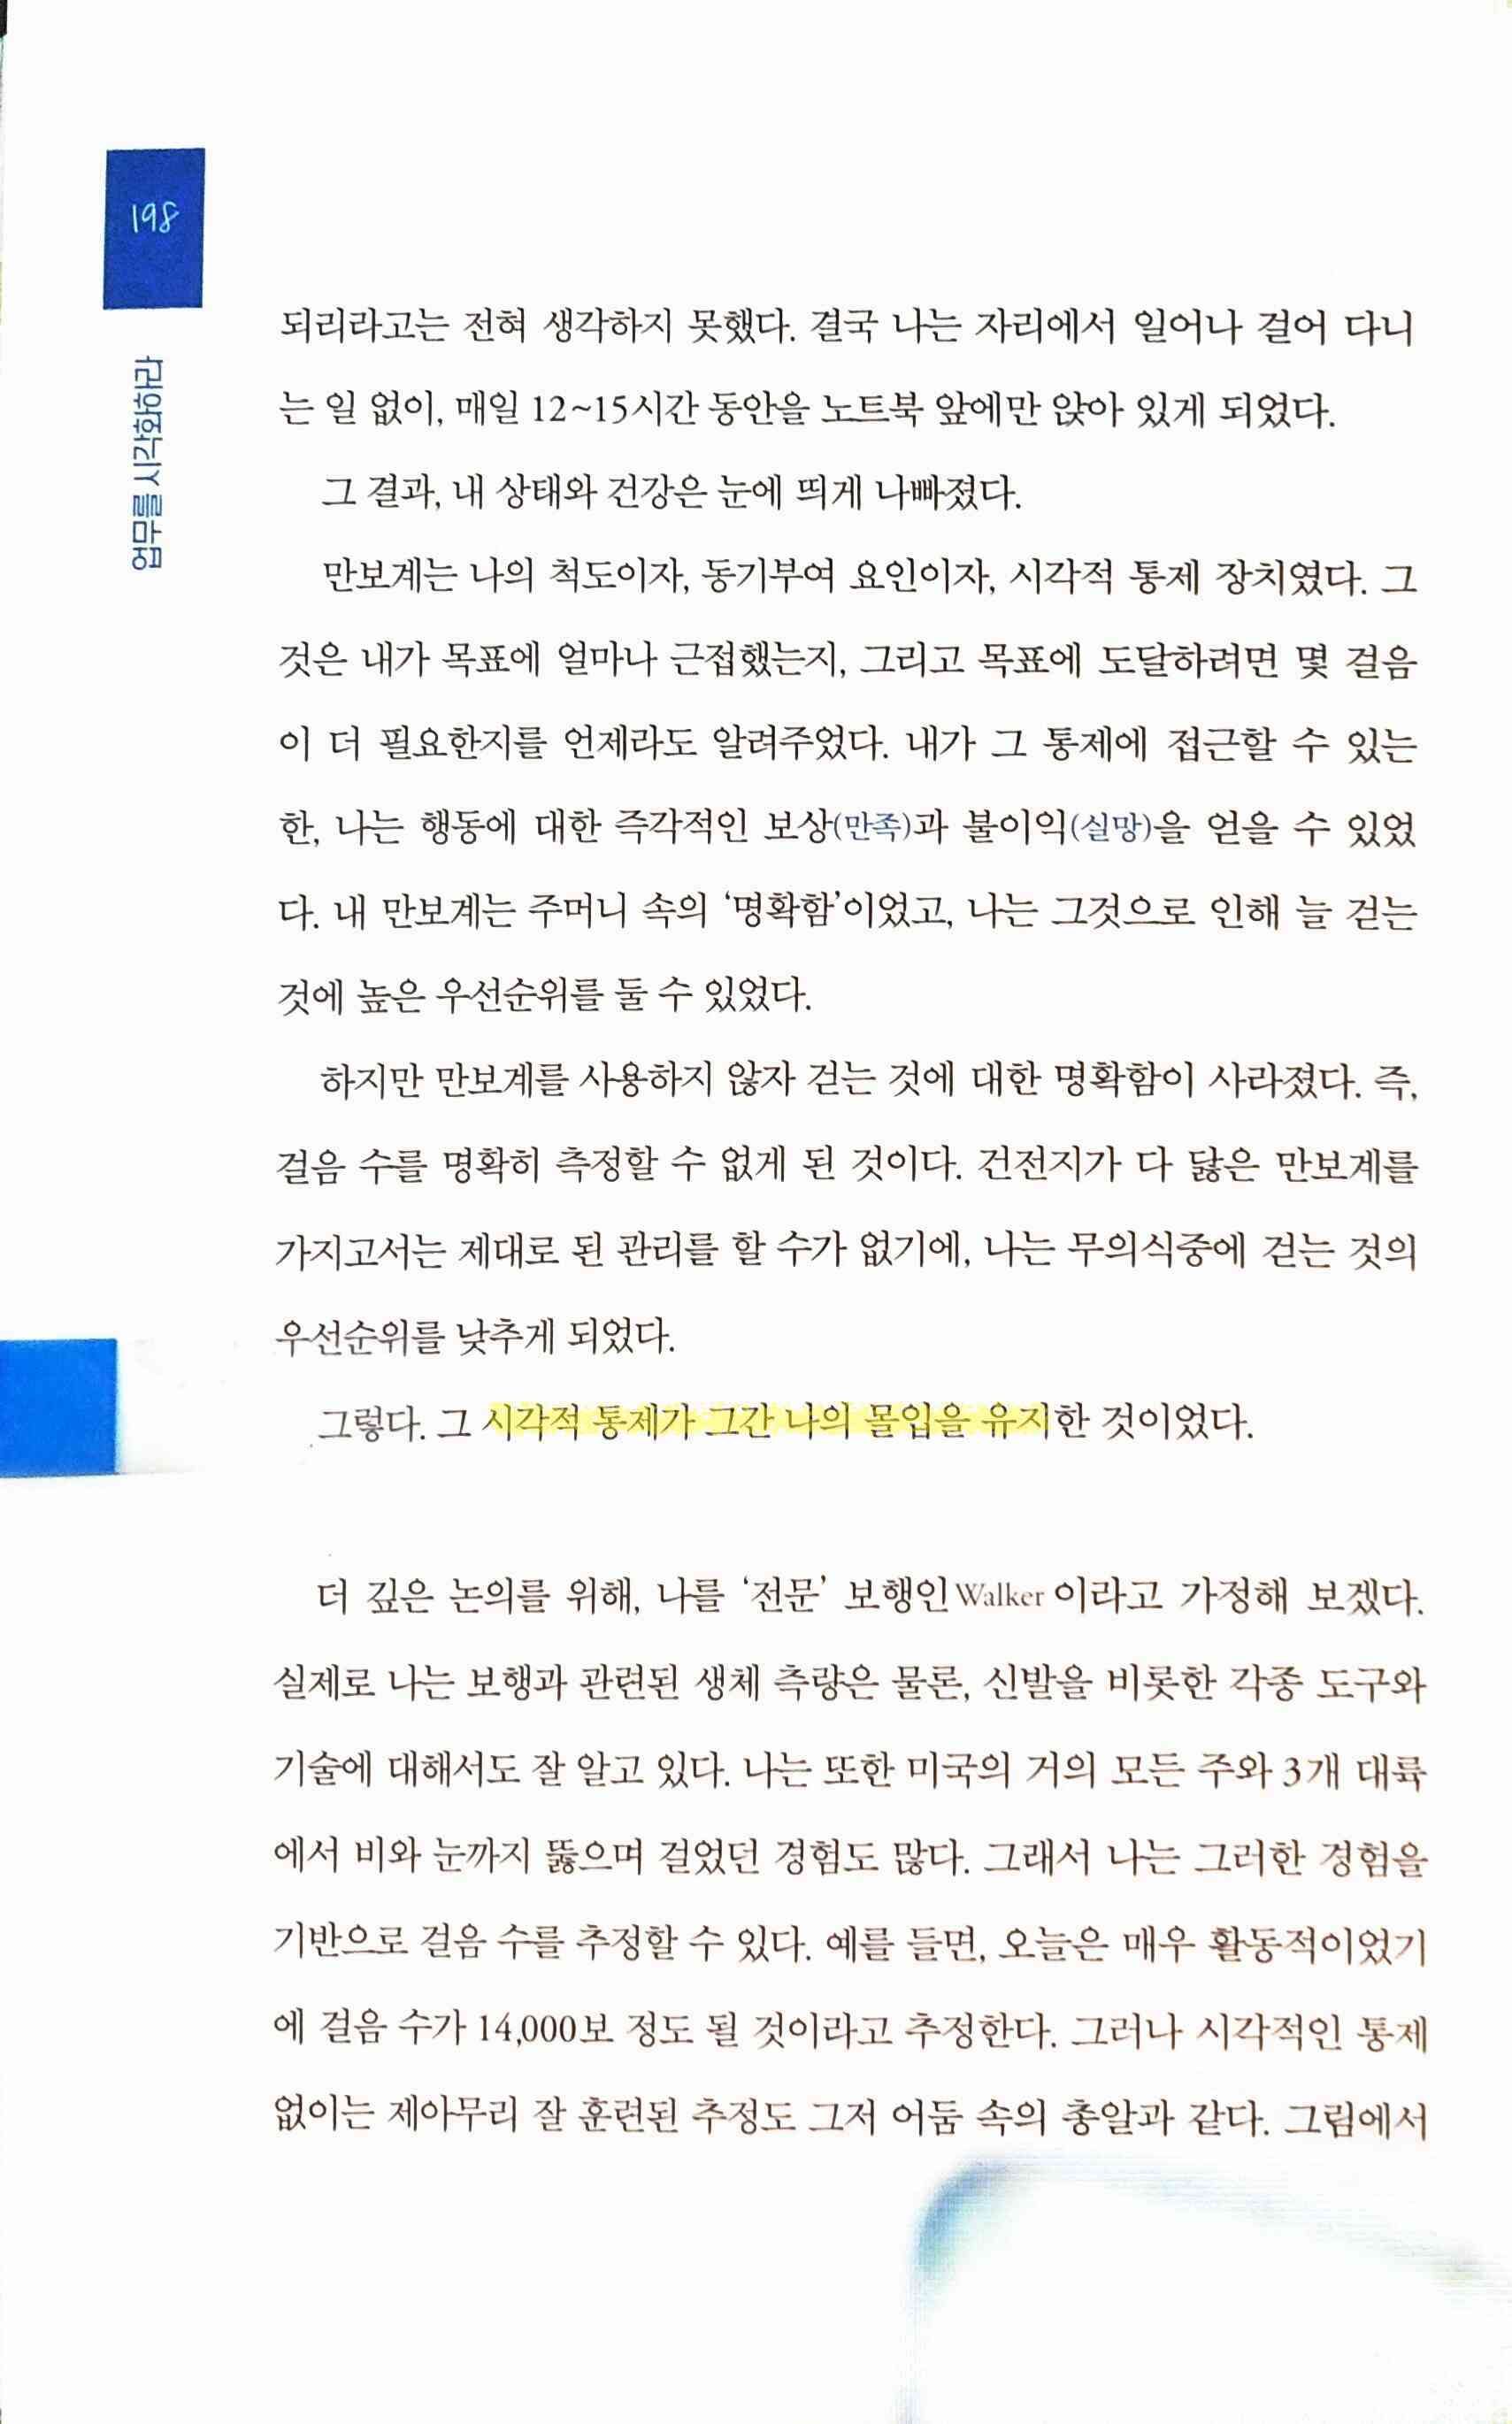 198
업무를 시각화하라
되리라고는 전혀 생각하지 못했다. 결국 나는 자리에서 일어나 걸어 다니
는 일 없이, 매일 12~15시간 동안을 노트북 앞에만 앉아 있게 되었다.
그 결과, 내 상태와 건강은 눈에 띄게 나빠졌다.
만보계는 나의 척도이자, 동기부여 요인이자, 시각적 통제 장치였다. 그
것은 내가 목표에 얼마나 근접했는지, 그리고 목표에 도달하려면 몇 걸음
이 더 필요한지를 언제라도 알려주었다. 내가 그 통제에 접근할 수 있는
한, 나는 행동에 대한 즉각적인 보상(만족)과 불이익(실망)을 얻을 수 있었
다. 내 만보계는 주머니 속의 ‘명확함’이었고, 나는 그것으로 인해 늘 걷는
것에 높은 우선순위를 둘 수 있었다.
하지만 만보계를 사용하지 않자 걷는 것에 대한 명확함이 사라졌다. 즉,
걸음 수를 명확히 측정할 수 없게 된 것이다. 건전지가 다 닳은 만보계를
가지고서는 제대로 된 관리를 할 수가 없기에, 나는 무의식중에 걷는 것의
우선순위를 낮추게 되었다.
그렇다. 그 시각적 통제가 그간 나의 몰입을 유지한 것이었다.
더 깊은 논의를 위해, 나를 ‘전문’ 보행인Walker이라고 가정해 보겠다.
실제로 나는 보행과 관련된 생체 측량은 물론, 신발을 비롯한 각종 도구와
기술에 대해서도 잘 알고 있다. 나는 또한 미국의 거의 모든 주와 3개 대륙
에서 비와 눈까지 뚫으며 걸었던 경험도 많다. 그래서 나는 그러한 경험을
기반으로 걸음 수를 추정할 수 있다. 예를 들면, 오늘은 매우 활동적이었기
에 걸음 수가 14,000보 정도 될 것이라고 추정한다. 그러나 시각적인 통제
없이는 제아무리 잘 훈련된 추정도 그저 어둠 속의 총알과 같다. 그림에서